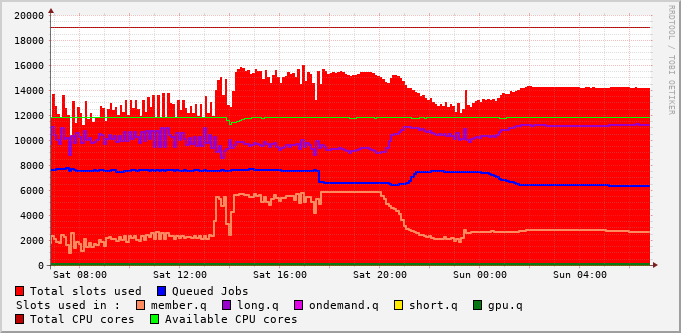 20000
18000
16000
14000
12000
10000
8000
6000
4000
2000
0
Sat 08:00 Sat 12:00 Sat 16:00 Sat 20:00 Sun 00:00 Sun 04:00
Total slots used Queued Jobs
Slots used in : member.q long.q ondemand.q short.q gpu.q
Total CPU cores Available CPU cores
RRDTOOL / TOBI OETIKER